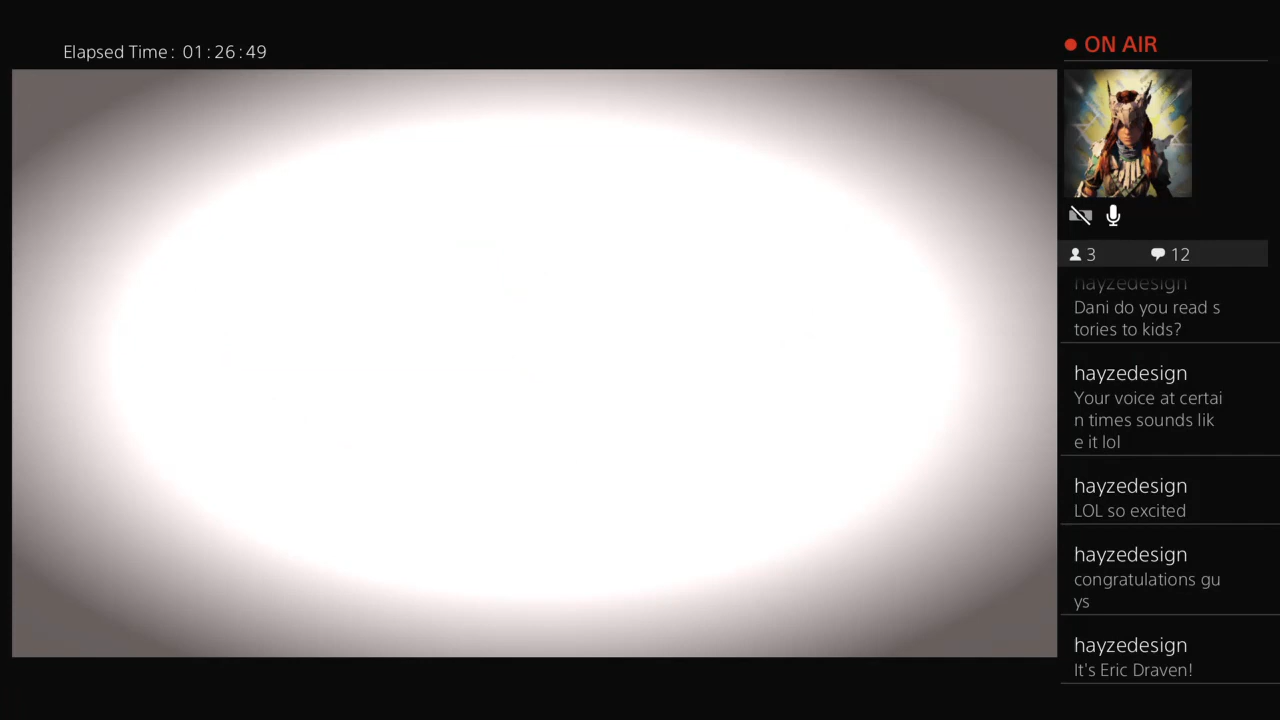 Elapsed Time: 01:26:49
ON AIR
3 12
hayzedesign
Dani do you read s
tories to kids?
hayzedesign
Your voice at certai
n times sounds lik
e it lol
hayzedesign
LOL so excited
hayzedesign
congratulations gu
ys
hayzedesign
It's Eric Draven!